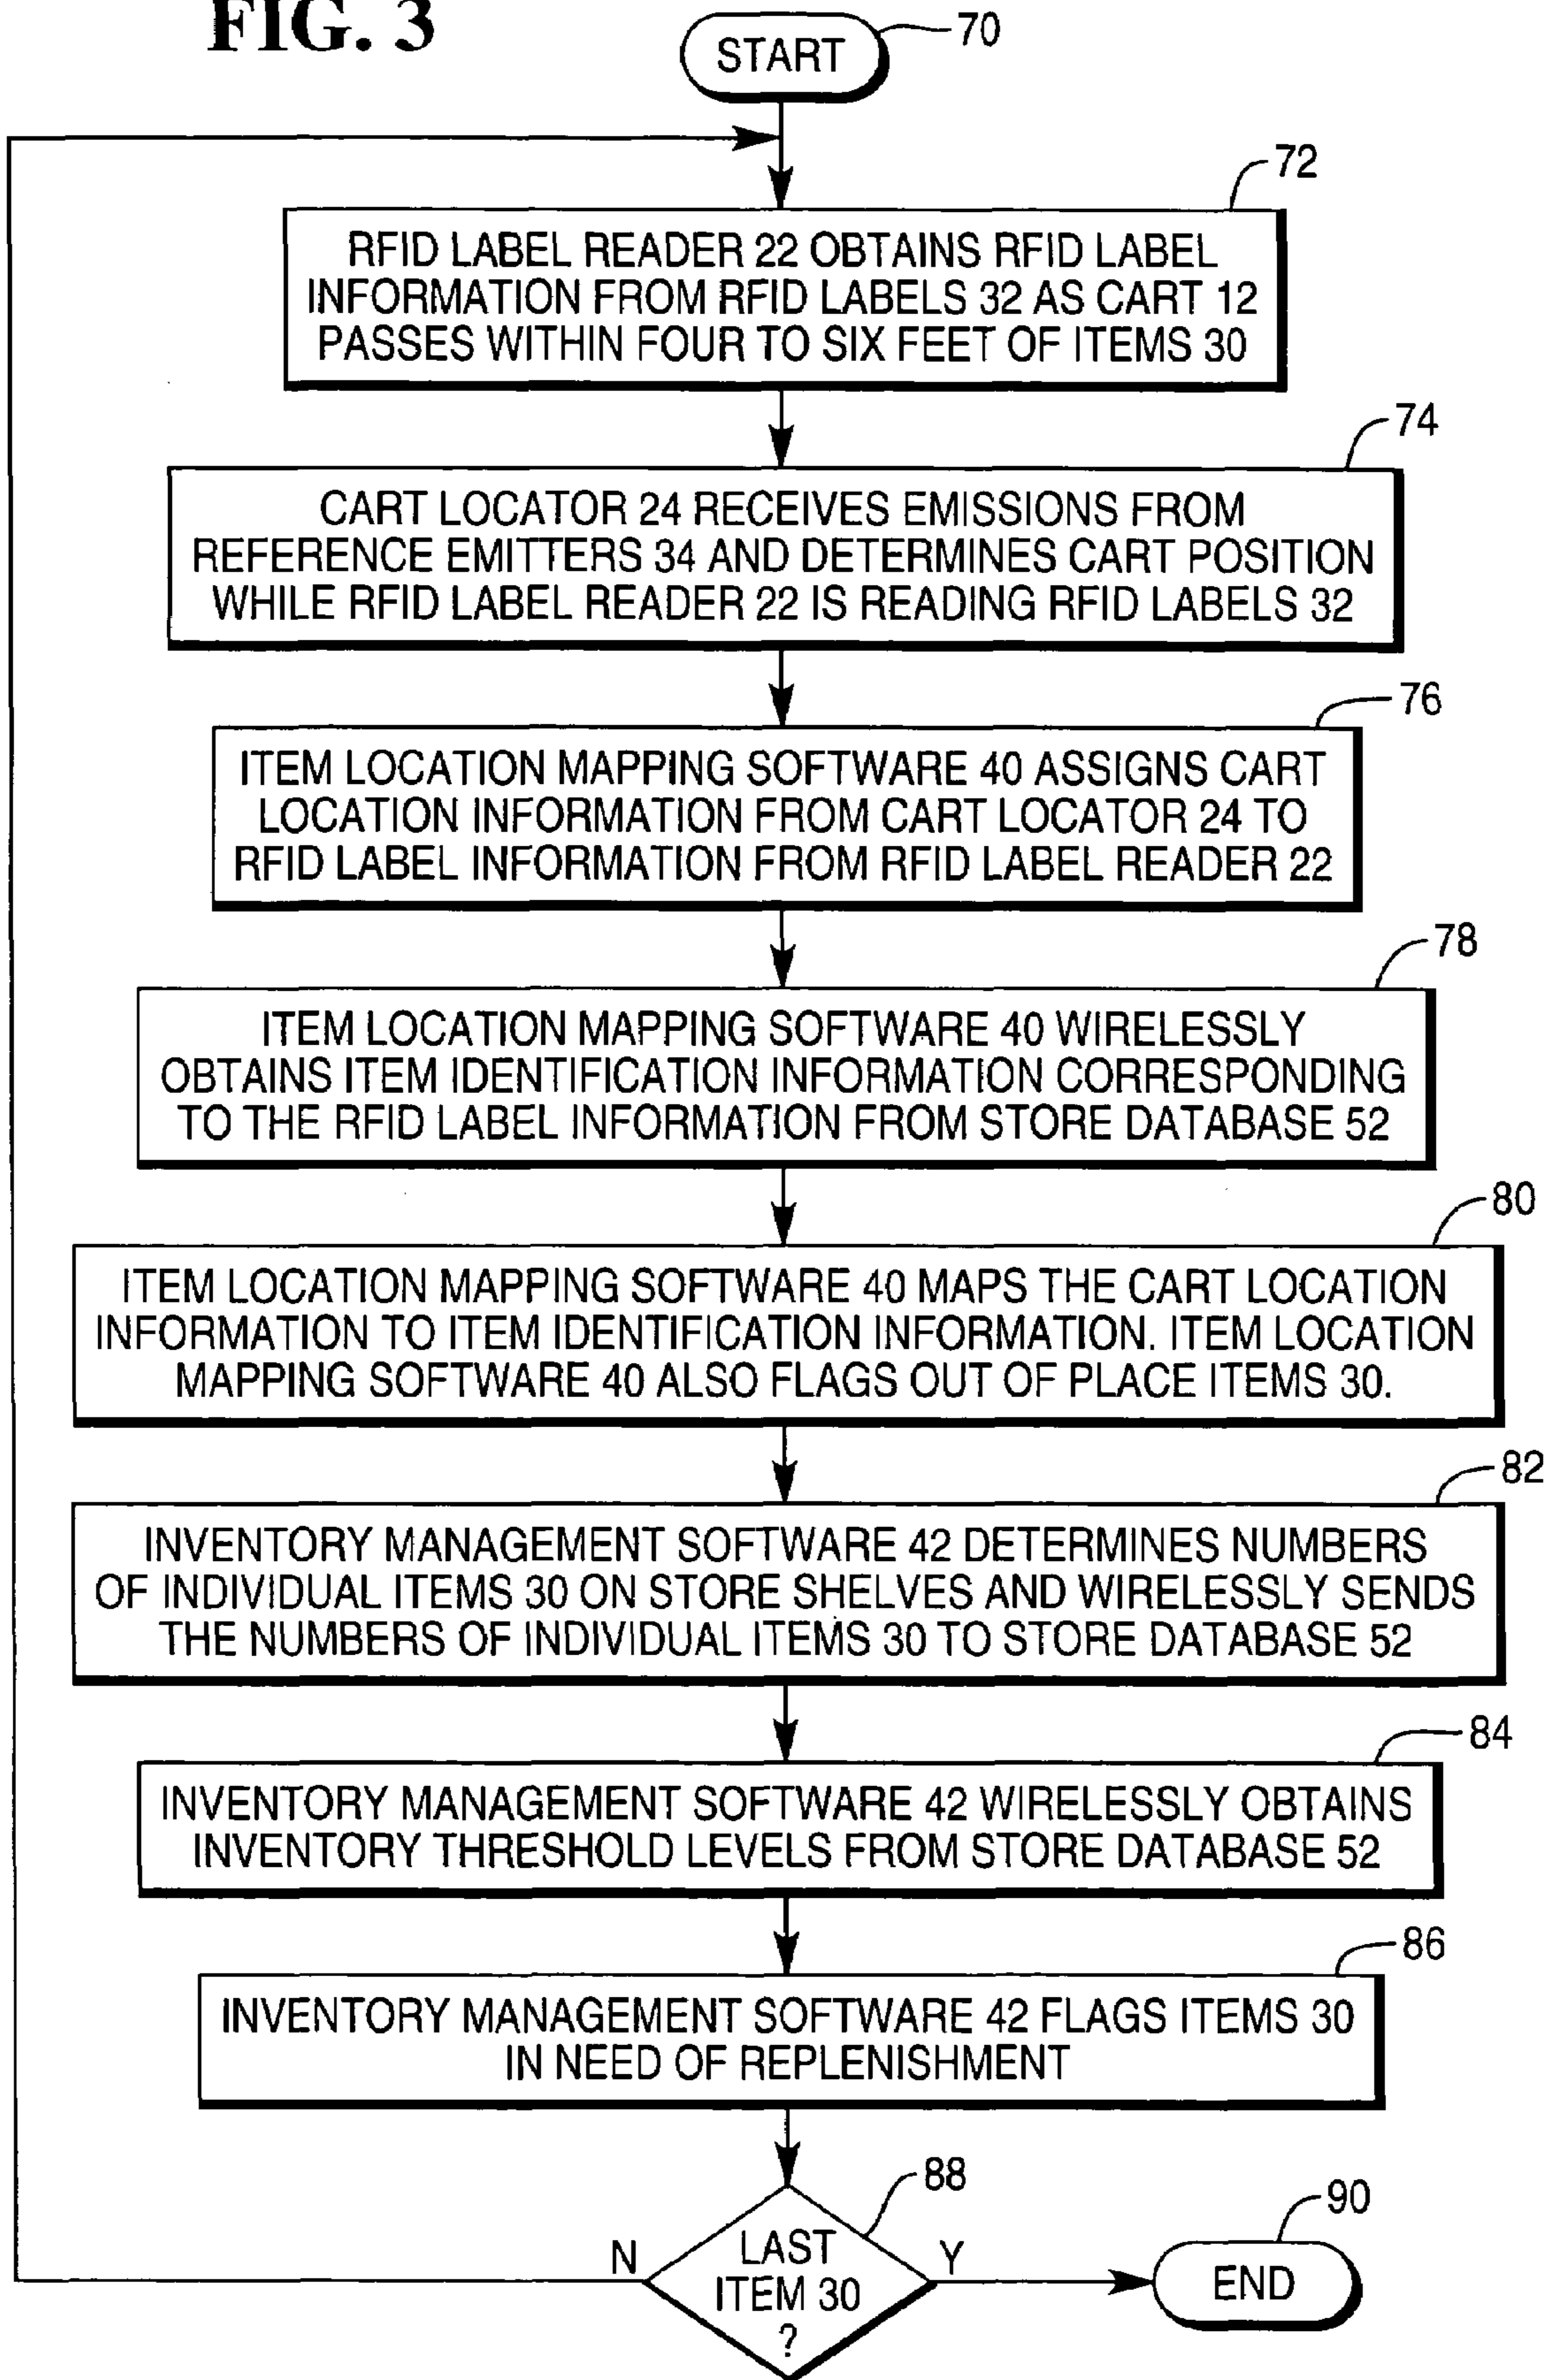 FIG. 3
START
70
72
RFID LABEL READER 22 OBTAINS RFID LABEL
INFORMATION FROM RFID LABELS 32 AS CART 12
PASSES WITHIN FOUR TO SIX FEET OF ITEMS 30
74
CART LOCATOR 24 RECEIVES EMISSIONS FROM
REFERENCE EMITTERS 34 AND DETERMINES CART POSITION
WHILE RFID LABEL READER 22 IS READING RFID LABELS 32
76
ITEM LOCATION MAPPING SOFTWARE 40 ASSIGNS CART
LOCATION INFORMATION FROM CART LOCATOR 24 TO
RFID LABEL INFORMATION FROM RFID LABEL READER 22
78
ITEM LOCATION MAPPING SOFTWARE 40 WIRELESSLY
OBTAINS ITEM IDENTIFICATION INFORMATION CORRESPONDING
TO THE RFID LABEL INFORMATION FROM STORE DATABASE 52
80
ITEM LOCATION MAPPING SOFTWARE 40 MAPS THE CART LOCATION
INFORMATION TO ITEM IDENTIFICATION INFORMATION. ITEM LOCATION
MAPPING SOFTWARE 40 ALSO FLAGS OUT OF PLACE ITEMS 30.
82
INVENTORY MANAGEMENT SOFTWARE 42 DETERMINES NUMBERS
OF INDIVIDUAL ITEMS 30 ON STORE SHELVES AND WIRELESSLY SENDS
THE NUMBERS OF INDIVIDUAL ITEMS 30 TO STORE DATABASE 52
84
INVENTORY MANAGEMENT SOFTWARE 42 WIRELESSLY OBTAINS
INVENTORY THRESHOLD LEVELS FROM STORE DATABASE 52
86
INVENTORY MANAGEMENT SOFTWARE 42 FLAGS ITEMS 30
IN NEED OF REPLENISHMENT
88
N
LAST
ITEM 30
?
Y
90
END